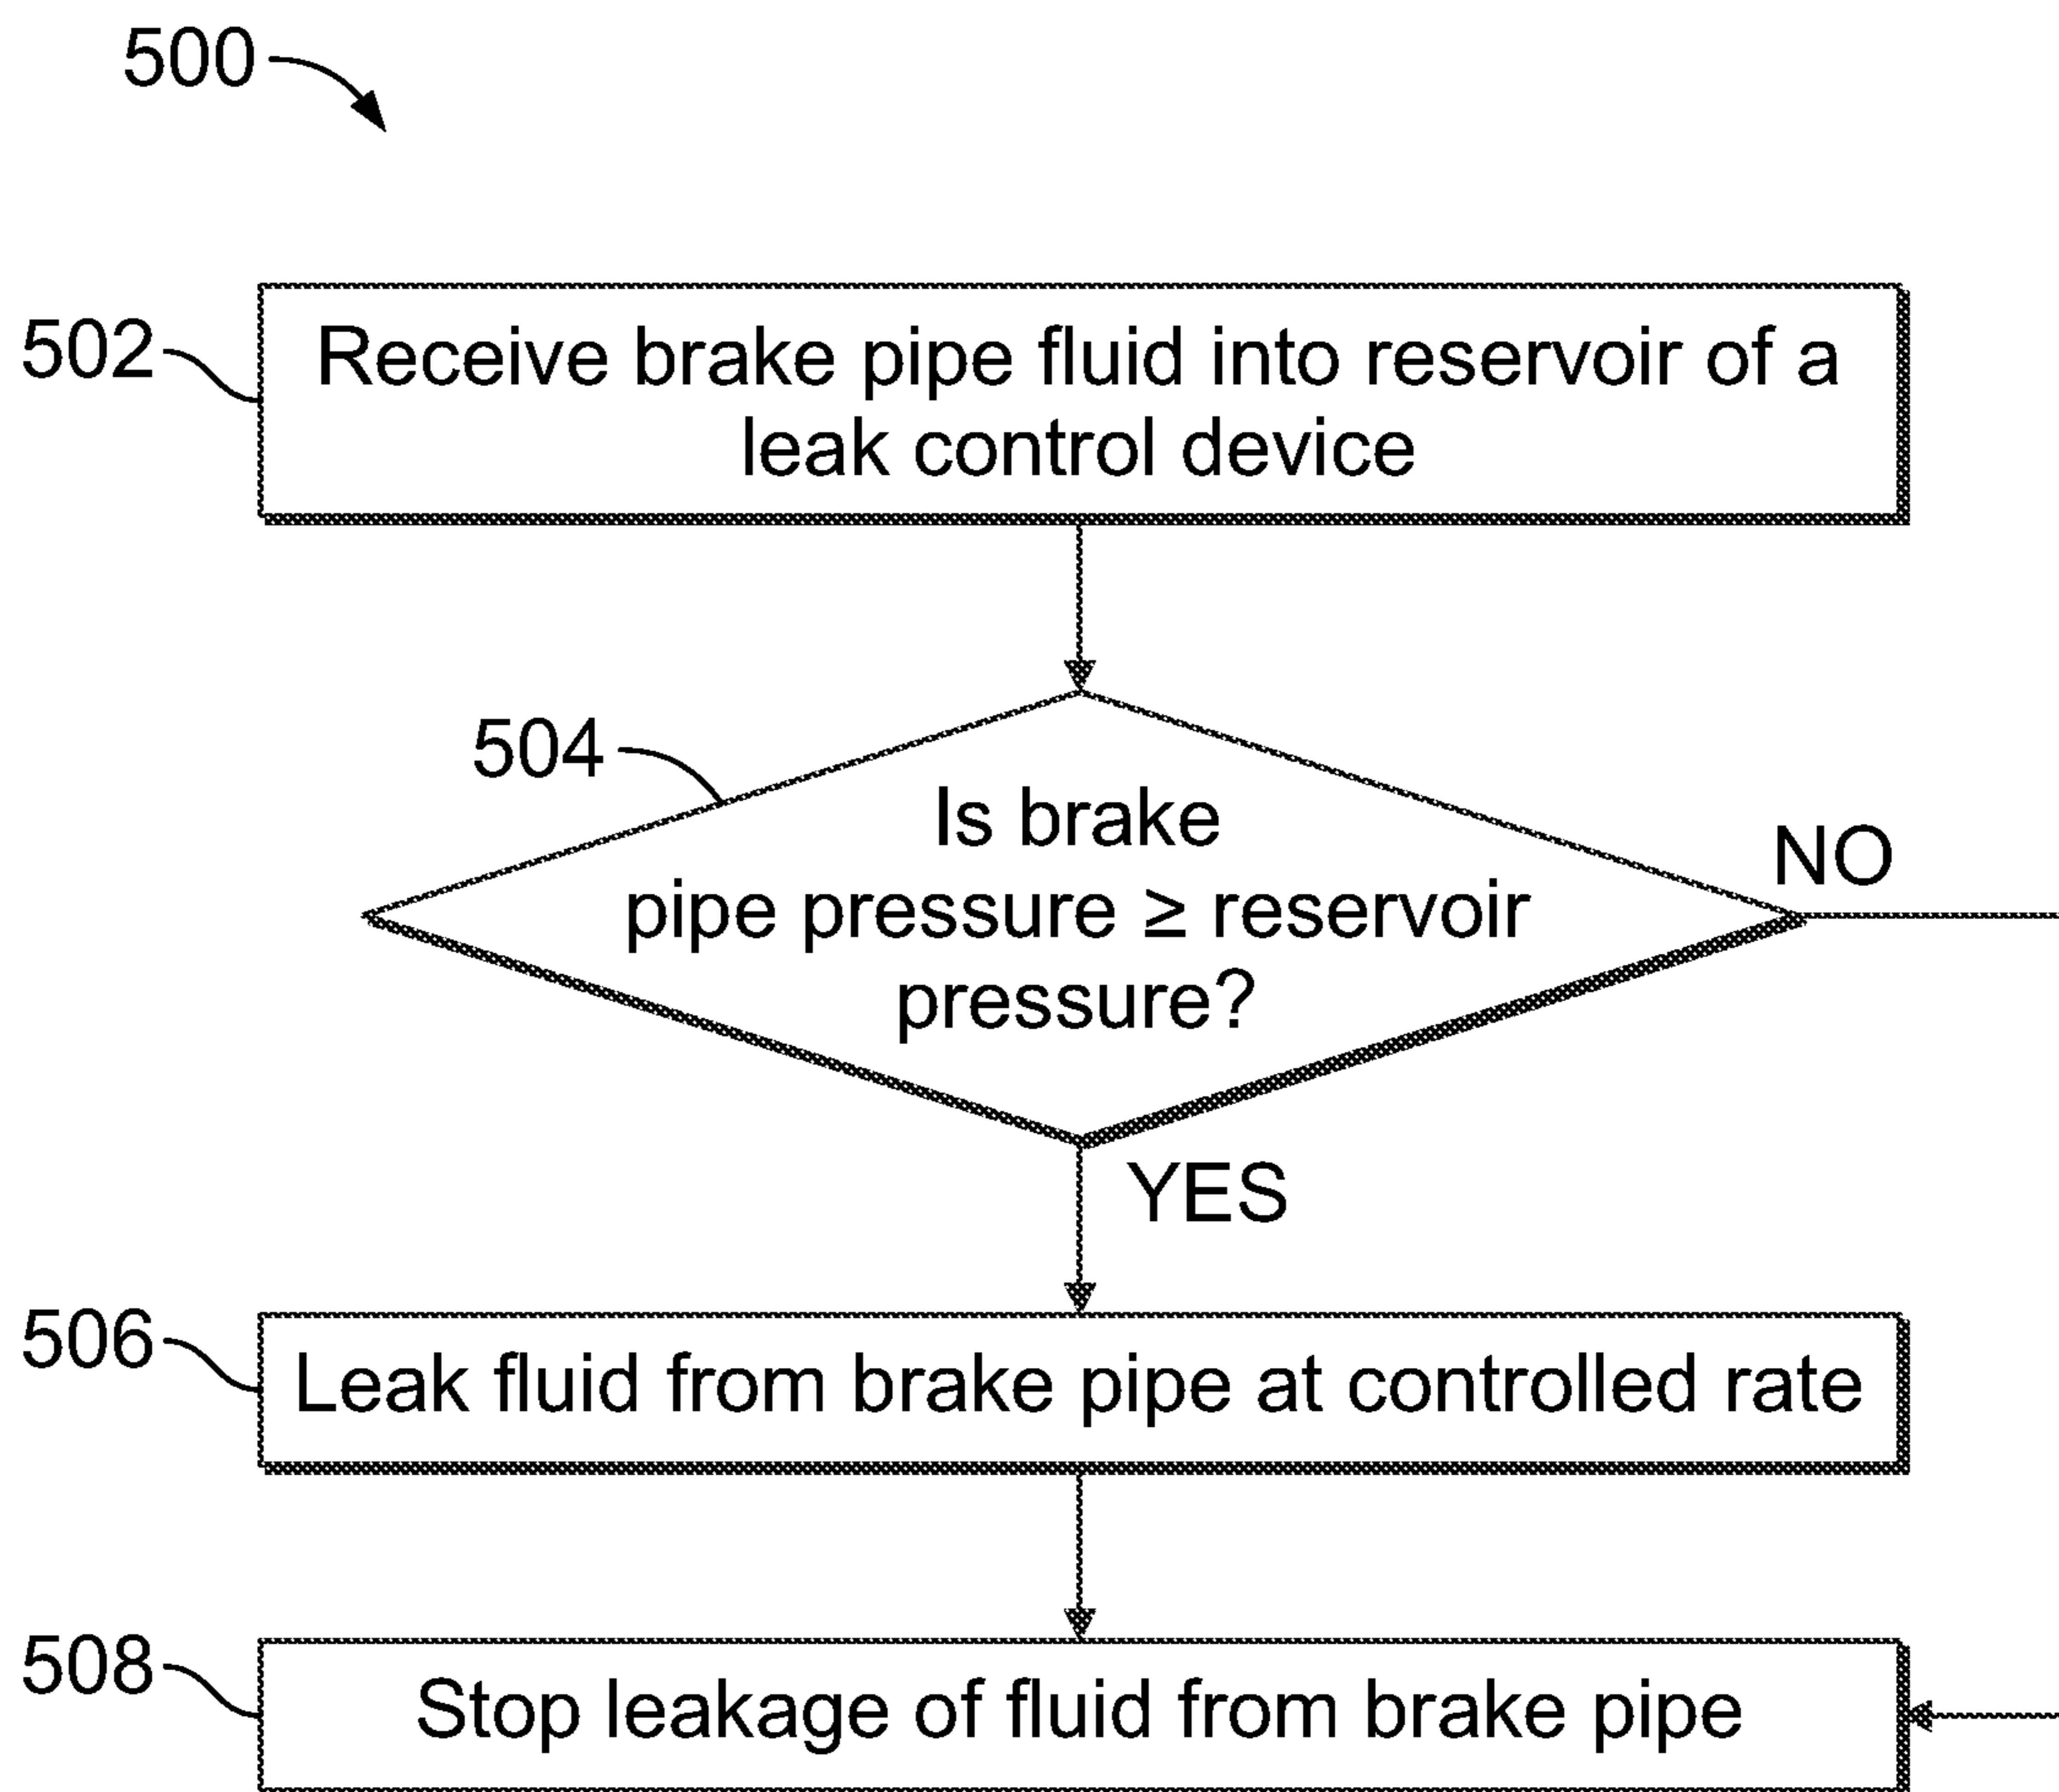 500
502
Receive brake pipe fluid into reservoir of a
leak control device
504
Is brake
pipe pressure ≥ reservoir
pressure?
NO
YES
506
Leak fluid from brake pipe at controlled rate
508
Stop leakage of fluid from brake pipe